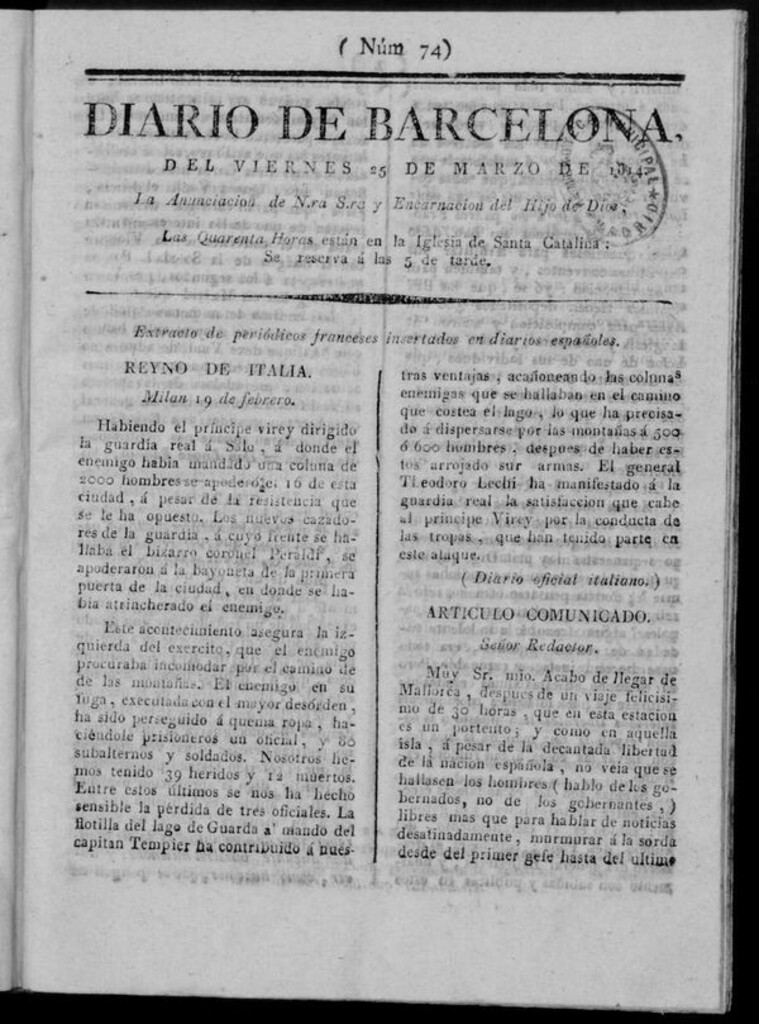 ( Núm 74)
DIARIO DE BARCELONA,
DEL VIERNES 25 DE MARZO DE 1814.
La Anunciacion de N.ra S.ra y Encarnacion del Hijo de Dios,
Las Quarenta Horas están en la Iglesia de Santa Catalina:
Se reserva á las 5 de tarde.
Extracto de periódicos franceses insertados en diarios españoles.
REYNO DE ITALIA.
Milan 19 de febrero.
Habiendo el príncipe virey dirigido
la guardia real á Salo, á donde el
enemigo habia mandado una coluna de
2000 hombres se apoderó el 16 de esta
ciudad, á pesar de la resistencia que
se le ha opuesto. Los nuevos cazado-
res de la guardia, á cuyo frente se ha-
llaba el bizarro coronel Peraldi, se
apoderaron á la bayoneta de la primera
puerta de la ciudad, en donde se ha-
bia atrincherado el enemigo.
Este acontecimiento asegura la iz-
quierda del exercito, que el enemigo
procuraba incomodar por el camino de
de las montañas. El enemigo en su
fuga, executada con el mayor desórden,
ha sido perseguido á quema ropa, ha-
ciéndole prisioneros un oficial, y 86
subalternos y soldados. Nosotros he-
mos tenido 39 heridos y 12 muertos.
Entre estos últimos se nos ha hecho
sensible la pérdida de tres oficiales. La
flotilla del lago de Guarda a' mando del
capitan Tempier ha contribuido á nues-
tras ventajas, acañoneando las colunas
enemigas que se hallaban en el camino
que costea el lago, lo que ha precisa-
do á dispersarse por las montañas á 500
ó 600 hombres, despues de haber es-
tos arrojado sur armas. El general
Teodoro Lechi ha manifestado á la
guardia real la satisfaccion que cabe
al príncipe Virey por la conducta de
las tropas, que han tenido parte en
este ataque.
( Diario oficial italiano. )
ARTICULO COMUNICADO.
Señor Redactor.
Muy Sr. mio. Acabo de llegar de
Mallorca, despues de un viaje felicisi-
mo de 30 horas, que en esta estacion
es un portento; y como en aquella
isla, á pesar de la decantada libertad
de la nacion española, no veia que se
hallasen los hombres ( hablo de los go-
bernados, no de los gobernantes, )
libres mas que para hablar de noticias
desatinadamente, murmurar á la sorda
desde del primer gefe hasta del ultimo